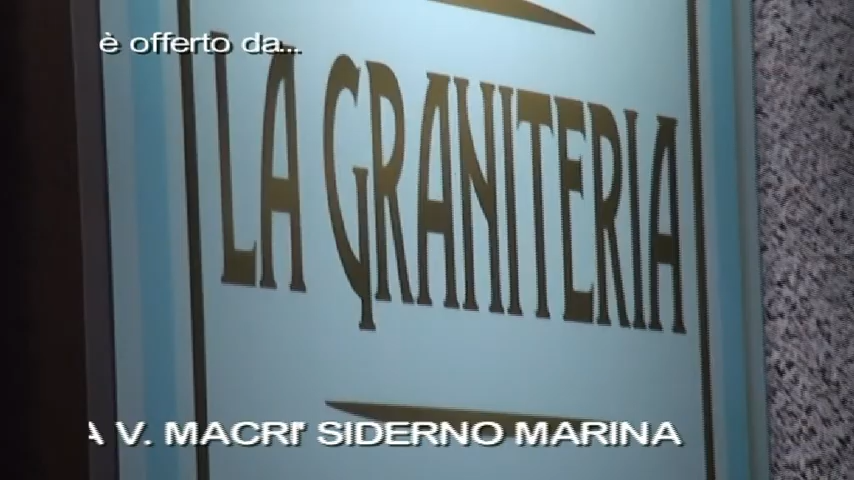 è offerto da...
LA GRANITERIA
V. MACRI' SIDERNO MARINA